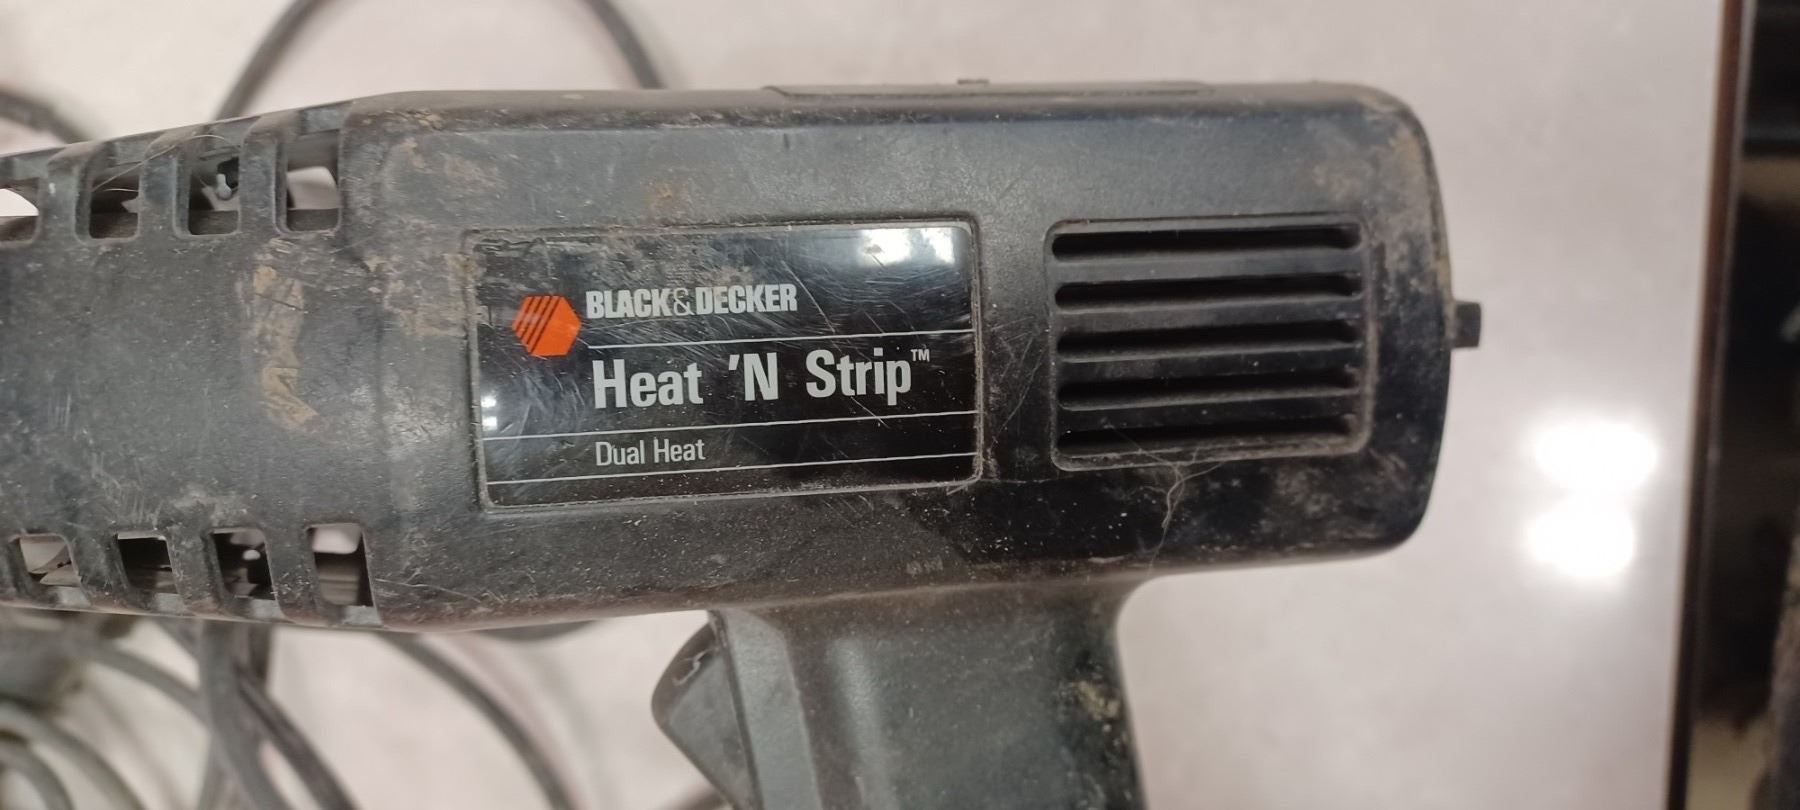 BLACK&DECKER
Heat 'N Strip™
Dual Heat